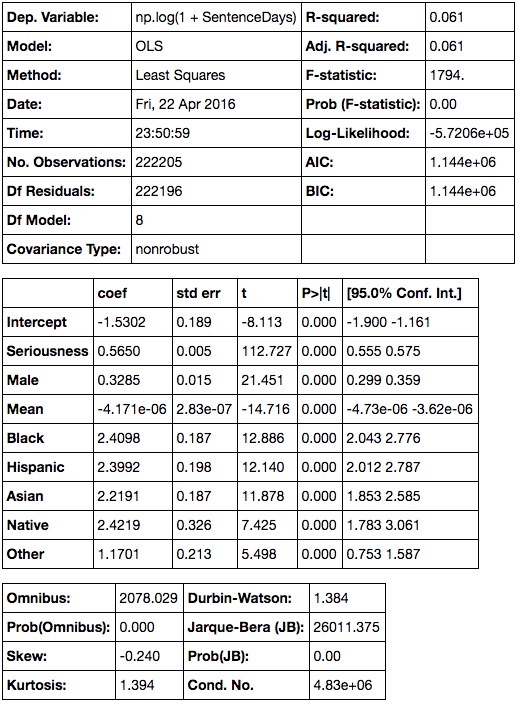 Dep. Variable: np.log(1 + SentenceDays) R-squared: 0.061
Model: OLS Adj. R-squared: 0.061
Method: Least Squares F-statistic: 1794.
Date: Fri, 22 Apr 2016 Prob (F-statistic): 0.00
Time: 23:50:59 Log-Likelihood: -5.7206e+05
No. Observations: 222205 AIC: 1.144e+06
Df Residuals: 222196 BIC: 1.144e+06
Df Model: 8
Covariance Type: nonrobust
coef std err t P>|t| [95.0% Conf. Int.]
Intercept -1.5302 0.189 -8.113 0.000 -1.900 -1.161
Seriousness 0.5650 0.005 112.727 0.000 0.555 0.575
Male 0.3285 0.015 21.451 0.000 0.299 0.359
Mean -4.171e-06 2.83e-07 -14.716 0.000 -4.73e-06 -3.62e-06
Black 2.4098 0.187 12.886 0.000 2.043 2.776
Hispanic 2.3992 0.198 12.140 0.000 2.012 2.787
Asian 2.2191 0.187 11.878 0.000 1.853 2.585
Native 2.4219 0.326 7.425 0.000 1.783 3.061
Other 1.1701 0.213 5.498 0.000 0.753 1.587
Omnibus: 2078.029 Durbin-Watson: 1.384
Prob(Omnibus): 0.000 Jarque-Bera (JB): 26011.375
Skew: -0.240 Prob(JB): 0.00
Kurtosis: 1.394 Cond. No. 4.83e+06